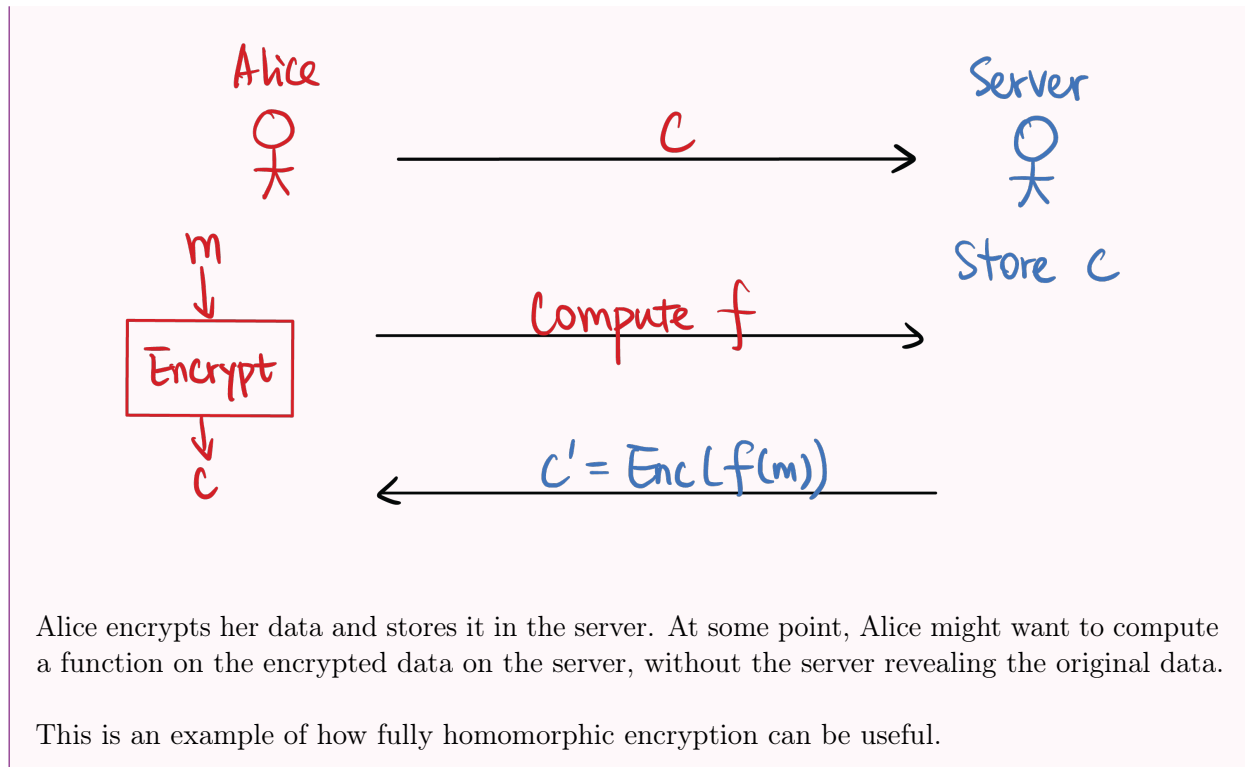 Alice
Server
C
m
Store C
Compute f
Encrypt
C' = Enc(f(m))
C
Alice encrypts her data and stores it in the server. At some point, Alice might want to compute
a function on the encrypted data on the server, without the server revealing the original data.
This is an example of how fully homomorphic encryption can be useful.